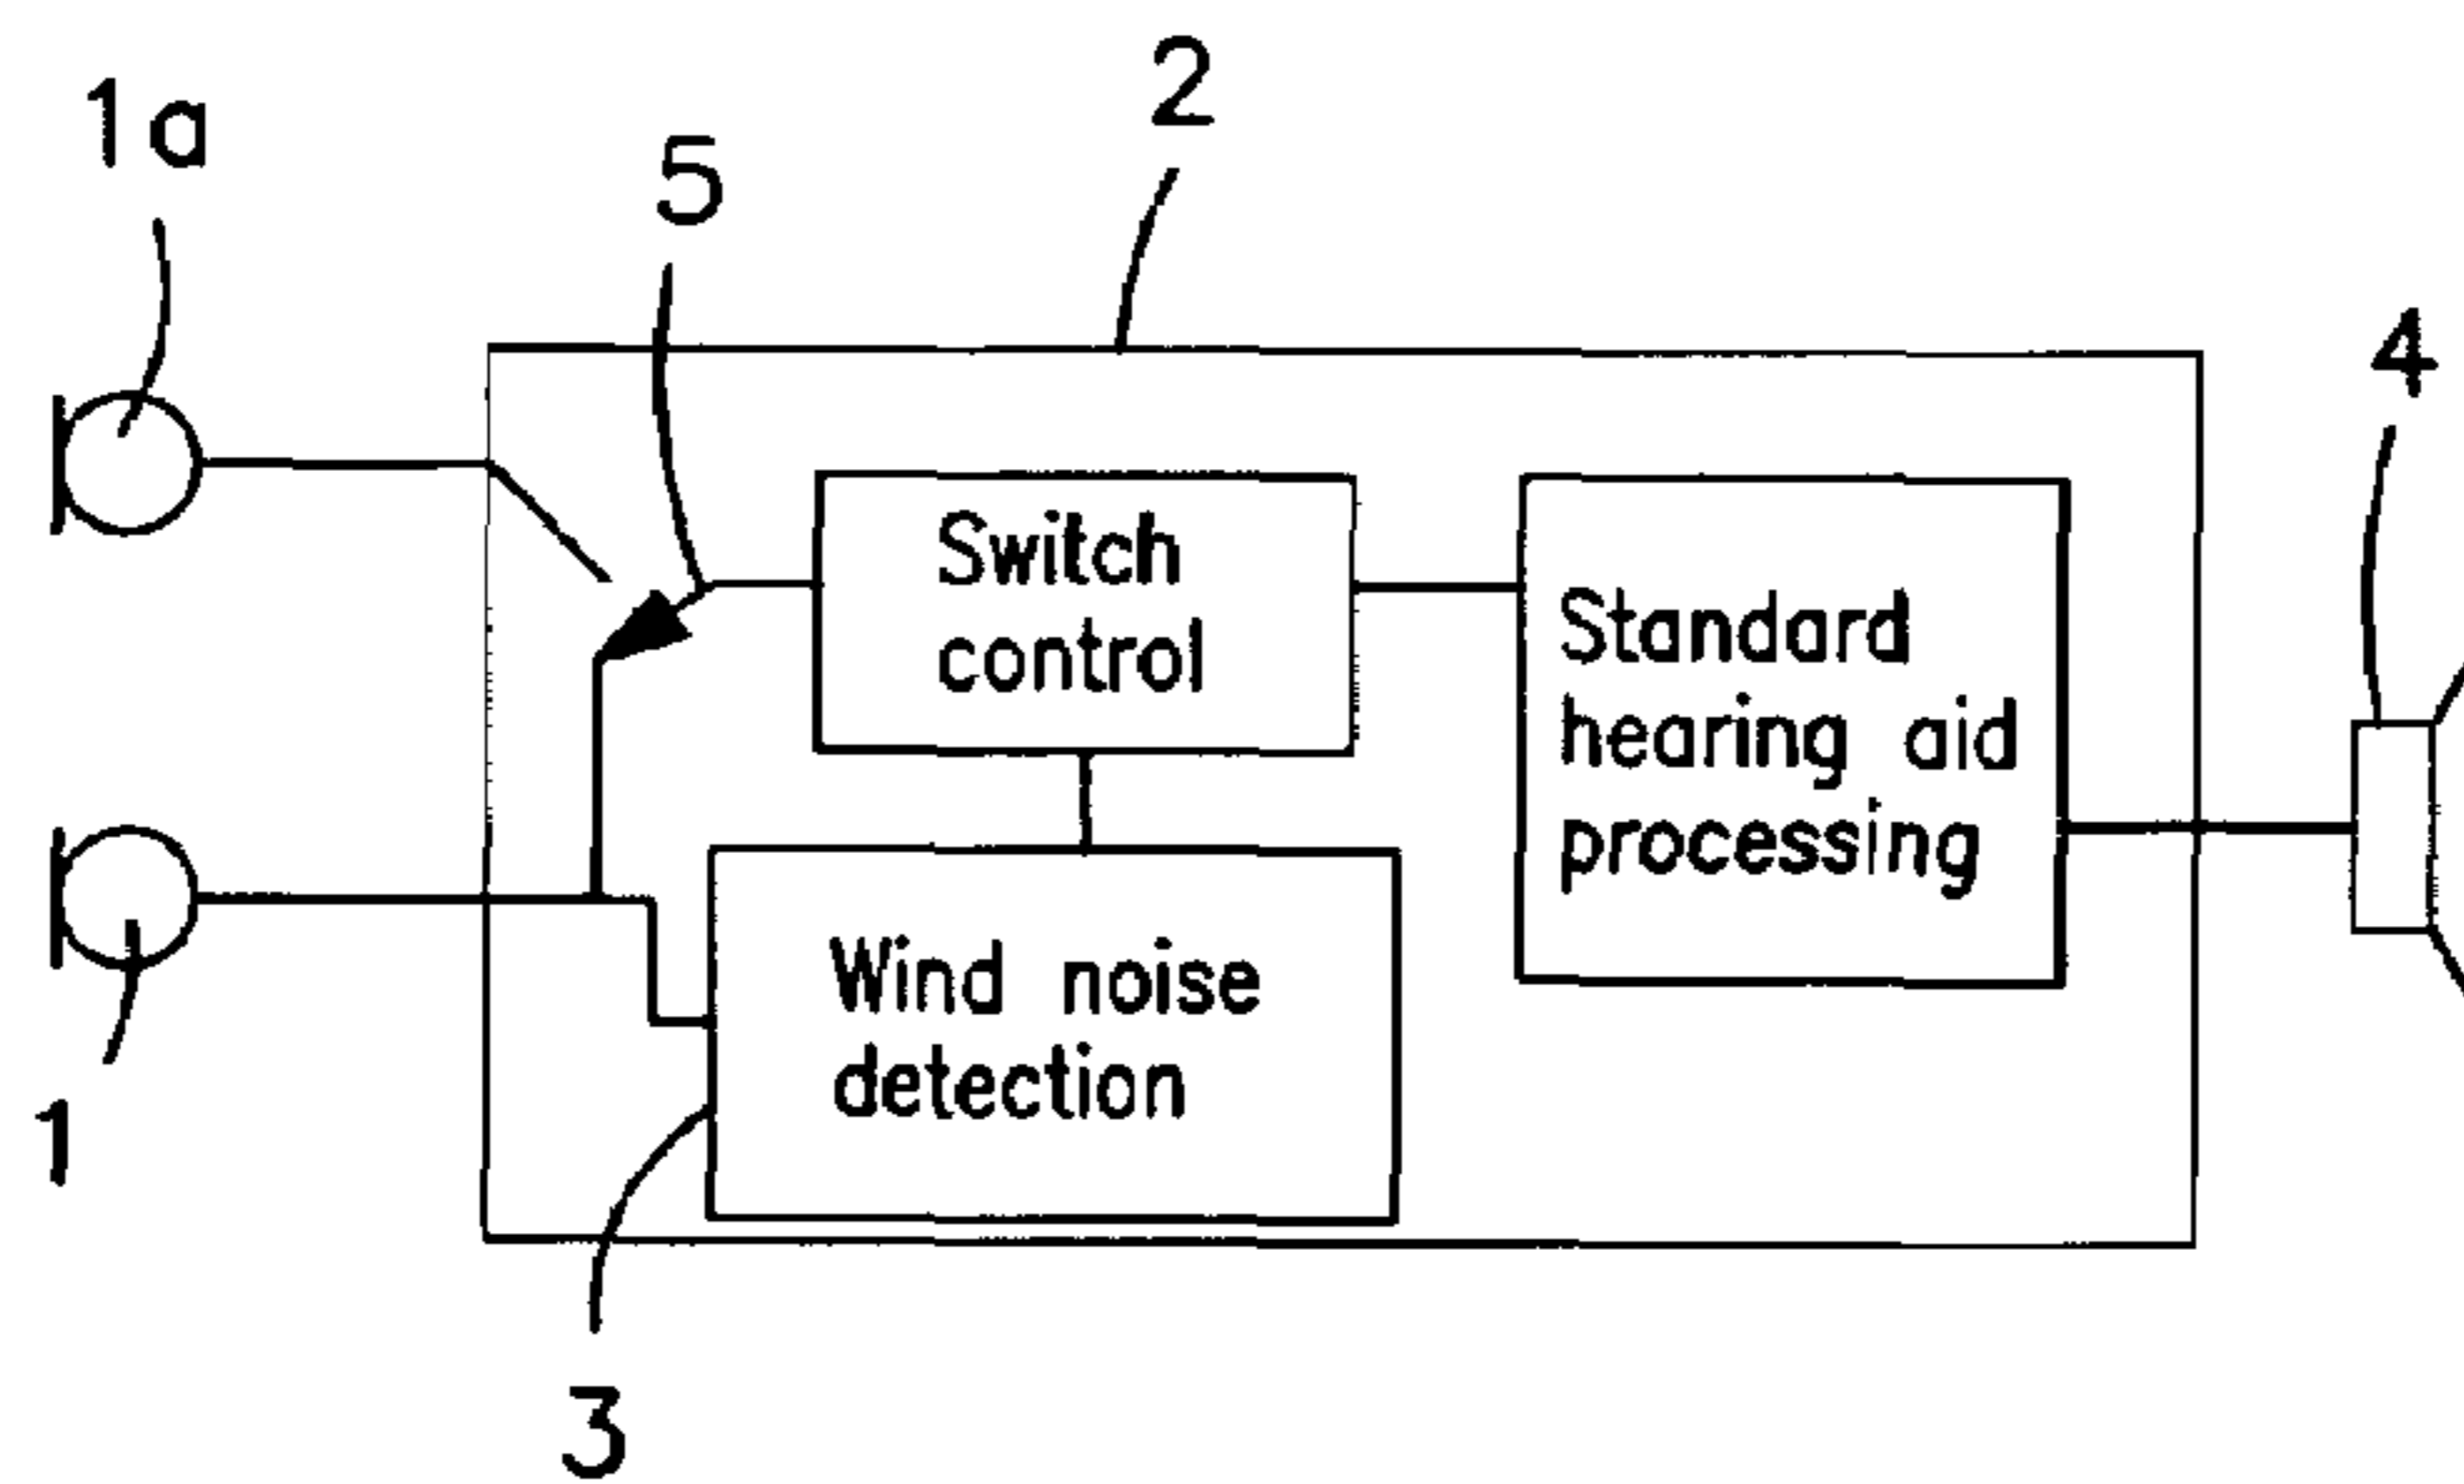 1a
5
2
4
Switch
control
Standard
hearing aid
processing
Wind noise
detection
1
3